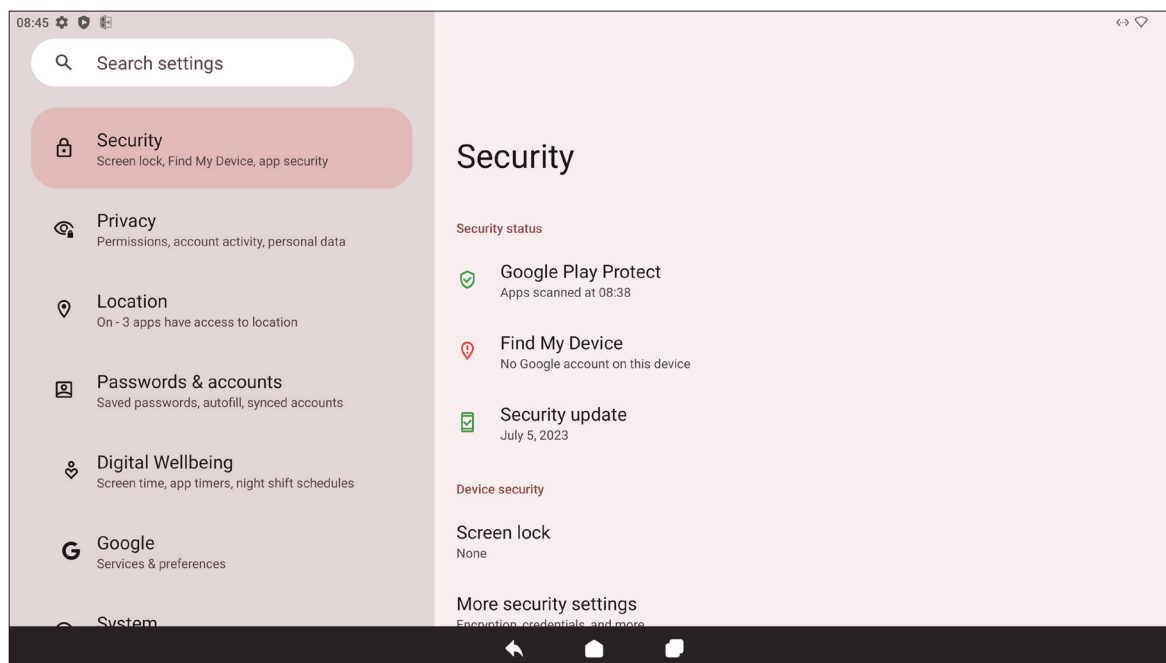 08:45
Search settings
Security
Screen lock, Find My Device, app security
Privacy
Permissions, account activity, personal data
Location
On - 3 apps have access to location
Passwords & accounts
Saved passwords, autofill, synced accounts
Digital Wellbeing
Screen time, app timers, night shift schedules
Google
Services & preferences
System
Security
Security status
Google Play Protect
Apps scanned at 08:38
Find My Device
No Google account on this device
Security update
July 5, 2023
Device security
Screen lock
None
More security settings
Encryption, credentials, and more